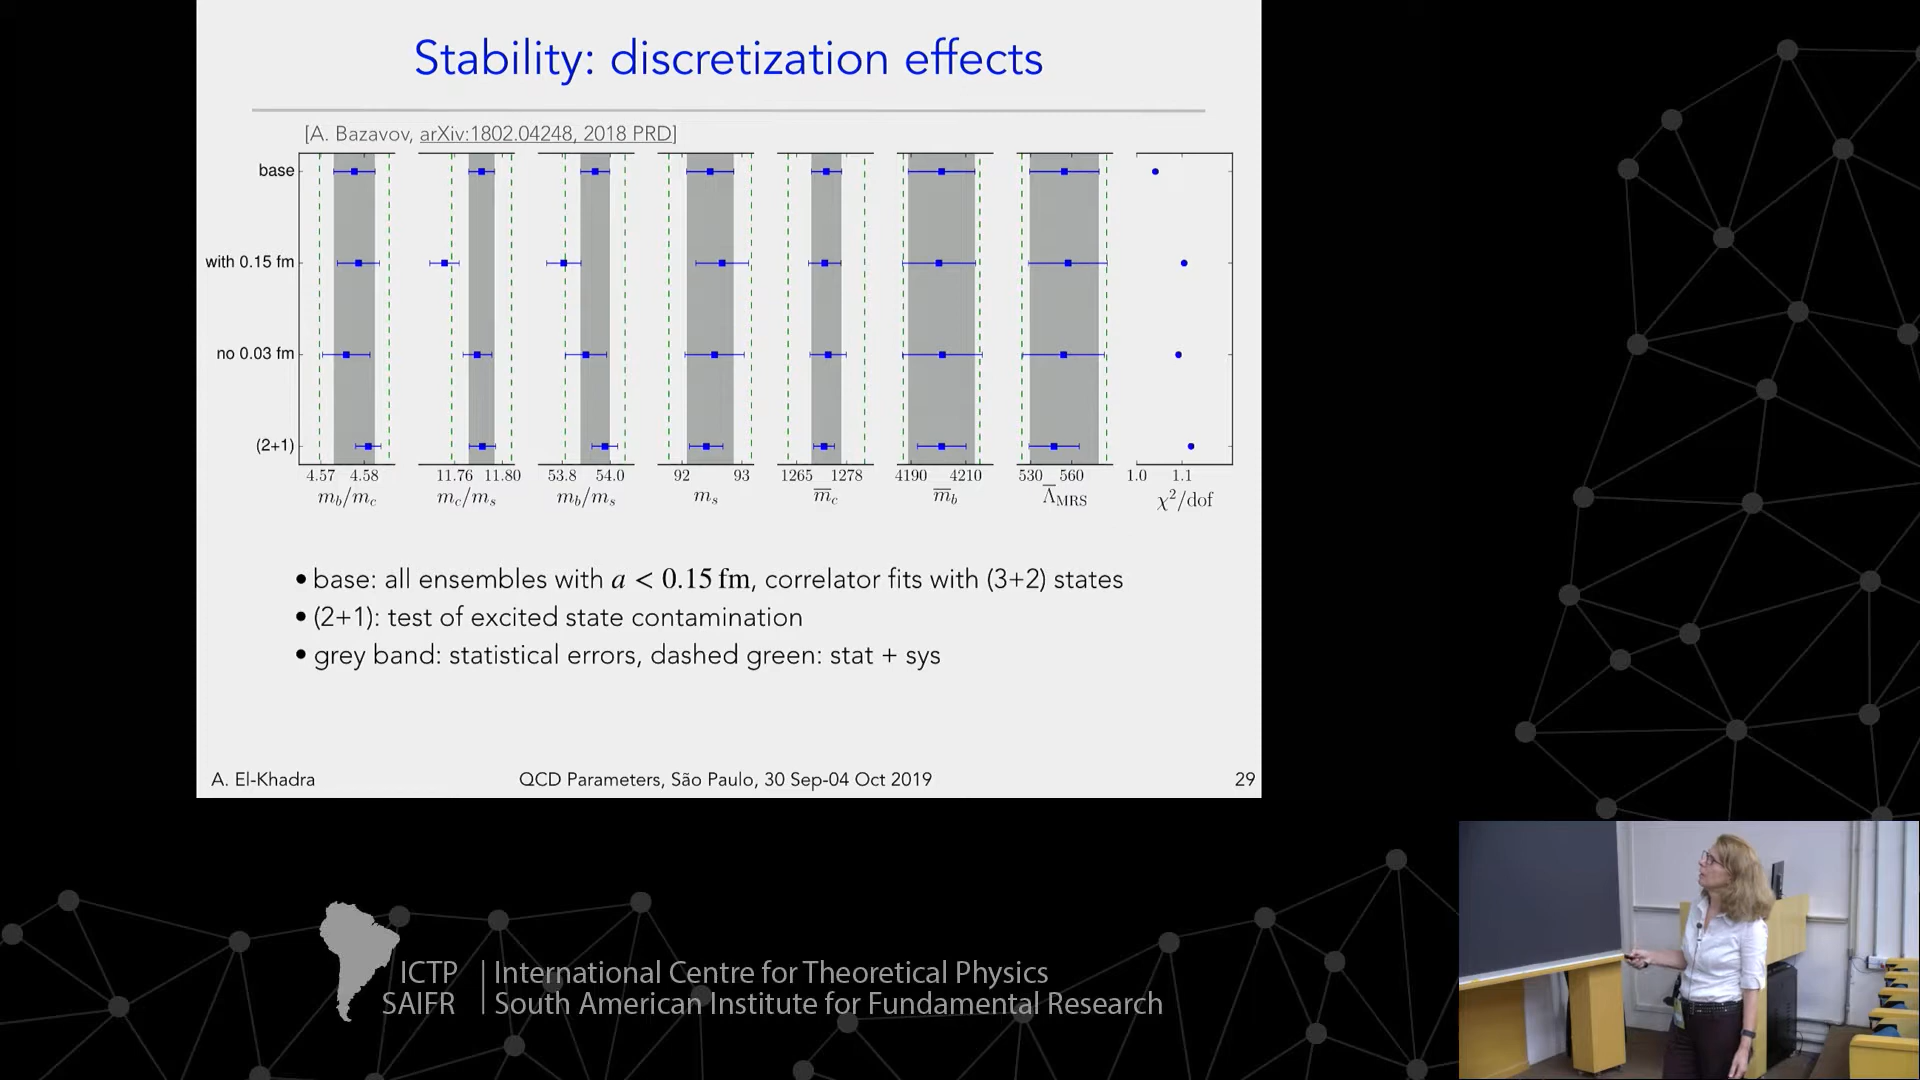 Stability: discretization effects
[A. Bazavov, arXiv:1802.04248, 2018 PRD]
base
with 0.15 fm
no 0.03 fm
(2+1)
4.57 4.58 11.76 11.80 53.8 54.0 92 93 1265 1278 4190 4210 530 560 1.0 1.1
m_b/m_c m_c/m_s m_b/m_s m_s m̅_c m̅_b Λ̅_MRS χ²/dof
• base: all ensembles with a < 0.15 fm, correlator fits with (3+2) states
• (2+1): test of excited state contamination
• grey band: statistical errors, dashed green: stat + sys
A. El-Khadra QCD Parameters, São Paulo, 30 Sep-04 Oct 2019 29
ICTP International Centre for Theoretical Physics
SAIFR South American Institute for Fundamental Research